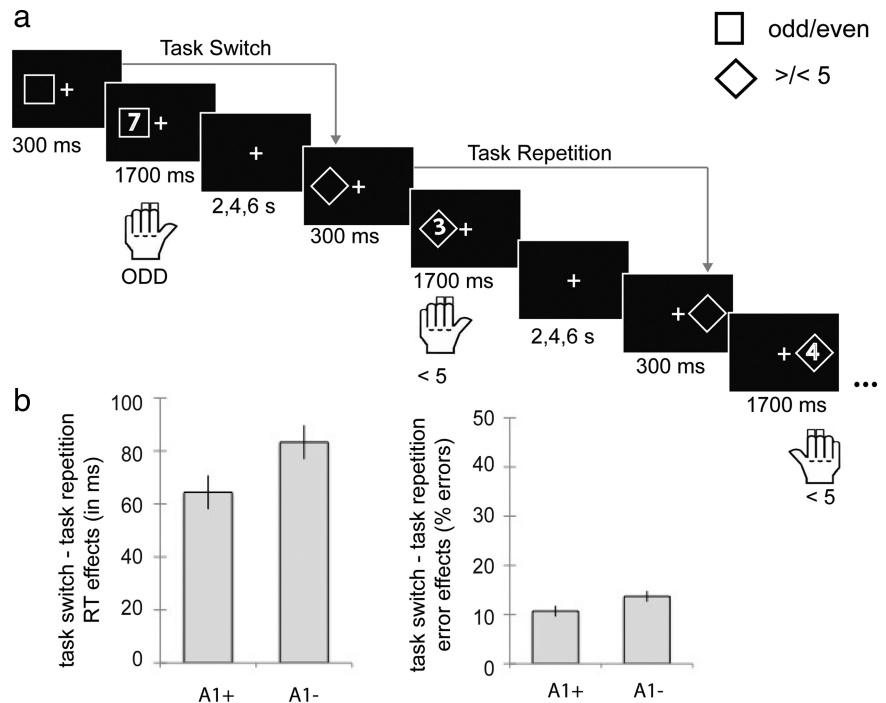 a
Task Switch
odd/even
>/< 5
+
300 ms
7 +
1700 ms
ODD
+
2,4,6 s
Task Repetition
+
300 ms
3 +
1700 ms
< 5
+
2,4,6 s
+
300 ms
+ 4
1700 ms
...
< 5
b
task switch - task repetition
RT effects (in ms)
100
80
60
40
20
0
A1+ A1-
task switch - task repetition
error effects (% errors)
50
40
30
20
10
0
A1+ A1-